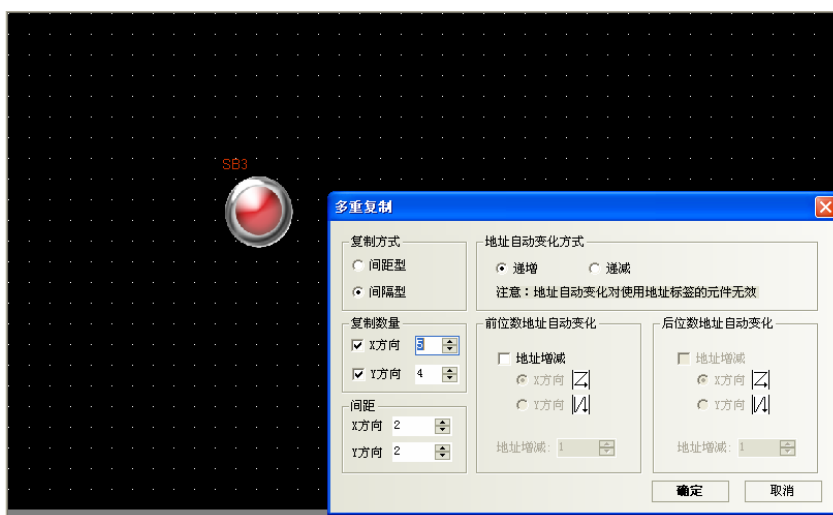 SB3
多重复制
复制方式
间距型
间隔型
地址自动变化方式
递增 递减
注意：地址自动变化对使用地址标签的元件无效
复制数量
X方向 5
Y方向 4
间距
X方向 2
Y方向 2
前位数地址自动变化
地址增减
X方向
Y方向
地址增减: 1
后位数地址自动变化
地址增减
X方向
Y方向
地址增减: 1
确定 取消